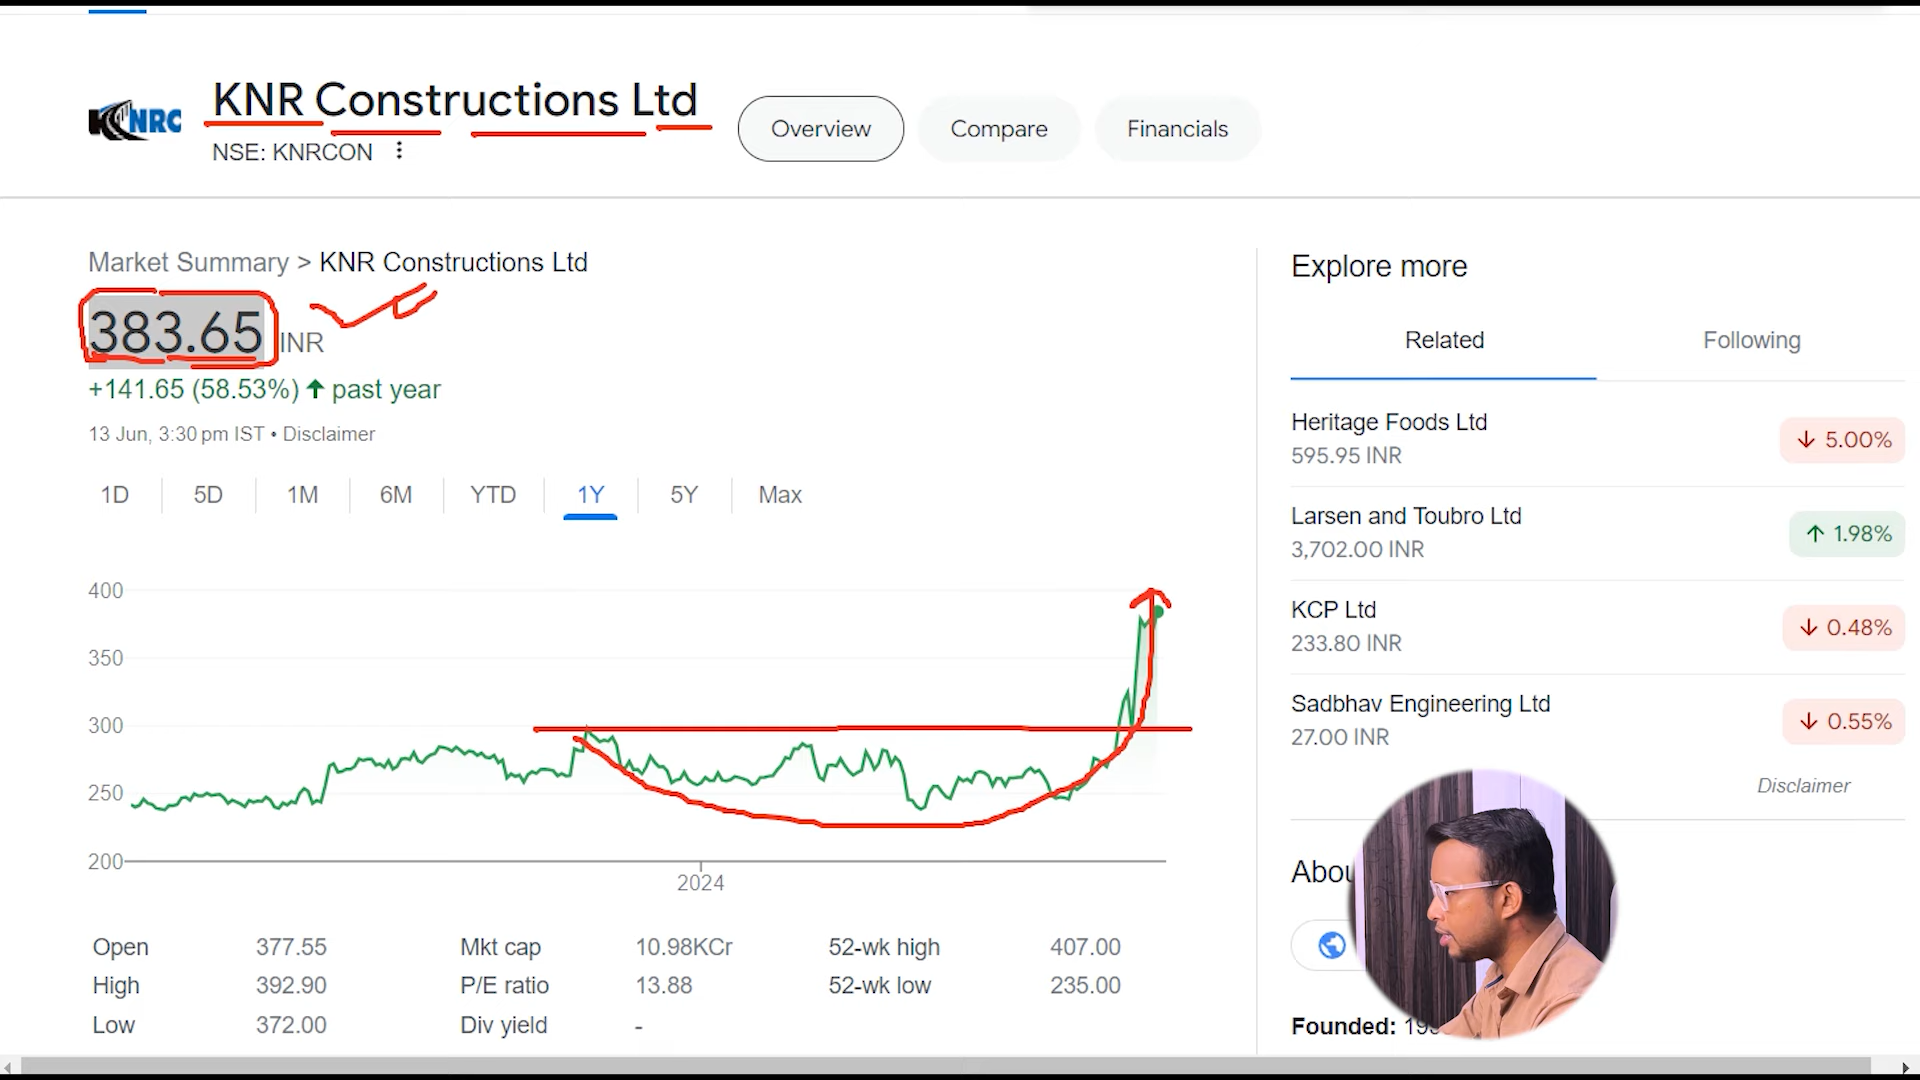 KNRC
KNR Constructions Ltd
NSE: KNRCON
Overview
Compare
Financials
Market Summary > KNR Constructions Ltd
383.65 INR
+141.65 (58.53%) ↑ past year
13 Jun, 3:30 pm IST • Disclaimer
1D 5D 1M 6M YTD 1Y 5Y Max
400
350
300
250
200
2024
Open 377.55 Mkt cap 10.98KCr 52-wk high 407.00
High 392.90 P/E ratio 13.88 52-wk low 235.00
Low 372.00 Div yield -
Explore more
Related Following
Heritage Foods Ltd
595.95 INR
↓ 5.00%
Larsen and Toubro Ltd
3,702.00 INR
↑ 1.98%
KCP Ltd
233.80 INR
↓ 0.48%
Sadbhav Engineering Ltd
27.00 INR
↓ 0.55%
Disclaimer
Founded: